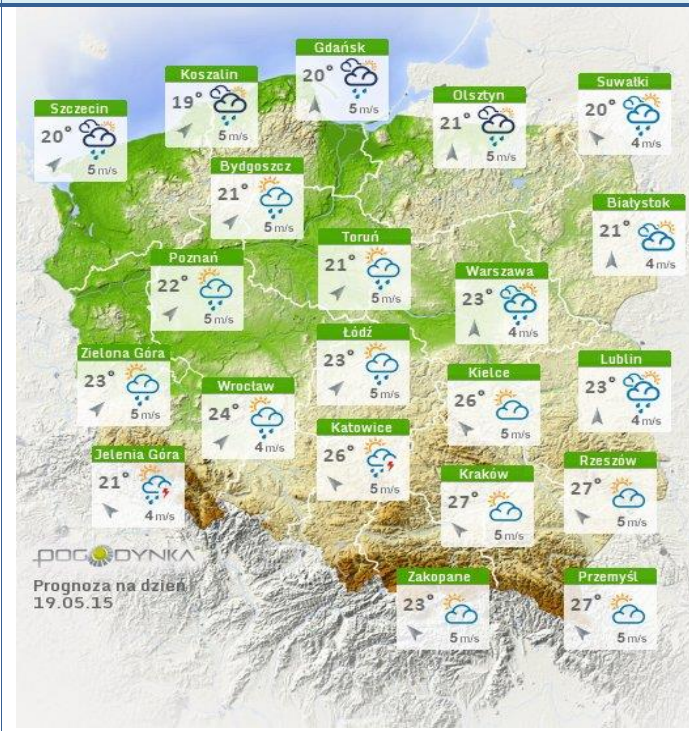 Gdańsk
20°
5 m/s
Koszalin
19°
5 m/s
Szczecin
20°
5 m/s
Olsztyn
21°
5 m/s
Suwałki
20°
4 m/s
Bydgoszcz
21°
5 m/s
Białystok
21°
4 m/s
Toruń
21°
5 m/s
Poznań
22°
5 m/s
Warszawa
23°
4 m/s
Łódź
23°
5 m/s
Zielona Góra
23°
5 m/s
Wrocław
24°
4 m/s
Kielce
26°
5 m/s
Lublin
23°
4 m/s
Katowice
26°
5 m/s
Jelenia Góra
21°
4 m/s
Kraków
27°
5 m/s
Rzeszów
27°
5 m/s
POGODYNKA
Prognoza na dzień
19.05.15
Zakopane
23°
5 m/s
Przemyśl
27°
5 m/s